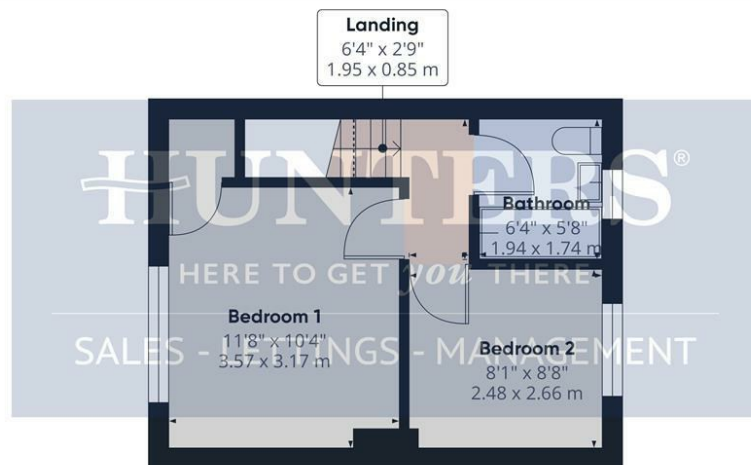 Landing
6'4" x 2'9"
1.95 x 0.85 m
HUNTERS®
Bathroom
6'4" x 5'8"
1.94 x 1.74 m
HERE TO GET you THERE
Bedroom 1
11'8" x 10'4"
3.57 x 3.17 m
SALES - LETTINGS - MANAGEMENT
Bedroom 2
8'1" x 8'8"
2.48 x 2.66 m